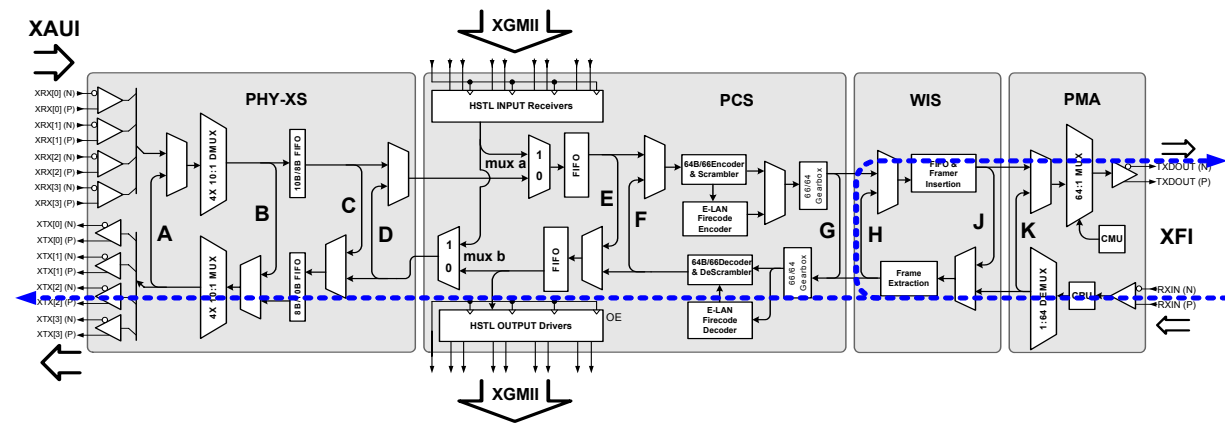 XAUI
XGMII
PHY-XS
PCS
WIS
PMA
XRX[0] (N)
XRX[0] (P)
XRX[1] (N)
XRX[1] (P)
XRX[2] (N)
XRX[2] (P)
XRX[3] (N)
XRX[3] (P)
HSTL INPUT Receivers
4X 10:1 DMUX
10B/8B FIFO
mux a
1
0
FIFO
64B/66Encoder
& Scrambler
E-LAN
Firecode
Encoder
66/64
Gearbox
FIFO &
Framer
Insertion
64:1 MUX
CMU
TXDOUT (N)
TXDOUT (P)
XFI
A
B
C
D
E
F
G
H
J
K
XTX[0] (N)
XTX[0] (P)
XTX[1] (N)
XTX[1] (P)
XTX[2] (N)
XTX[2] (P)
XTX[3] (N)
XTX[3] (P)
4X 10:1 MUX
8B/10B FIFO
1
0
mux b
FIFO
64B/66Decoder
& DeScrambler
E-LAN
Firecode
Decoder
66/64
Gearbox
Frame
Extraction
1:64 DEMUX
CRU
RXIN (N)
RXIN (P)
HSTL OUTPUT Drivers
OE
XGMII